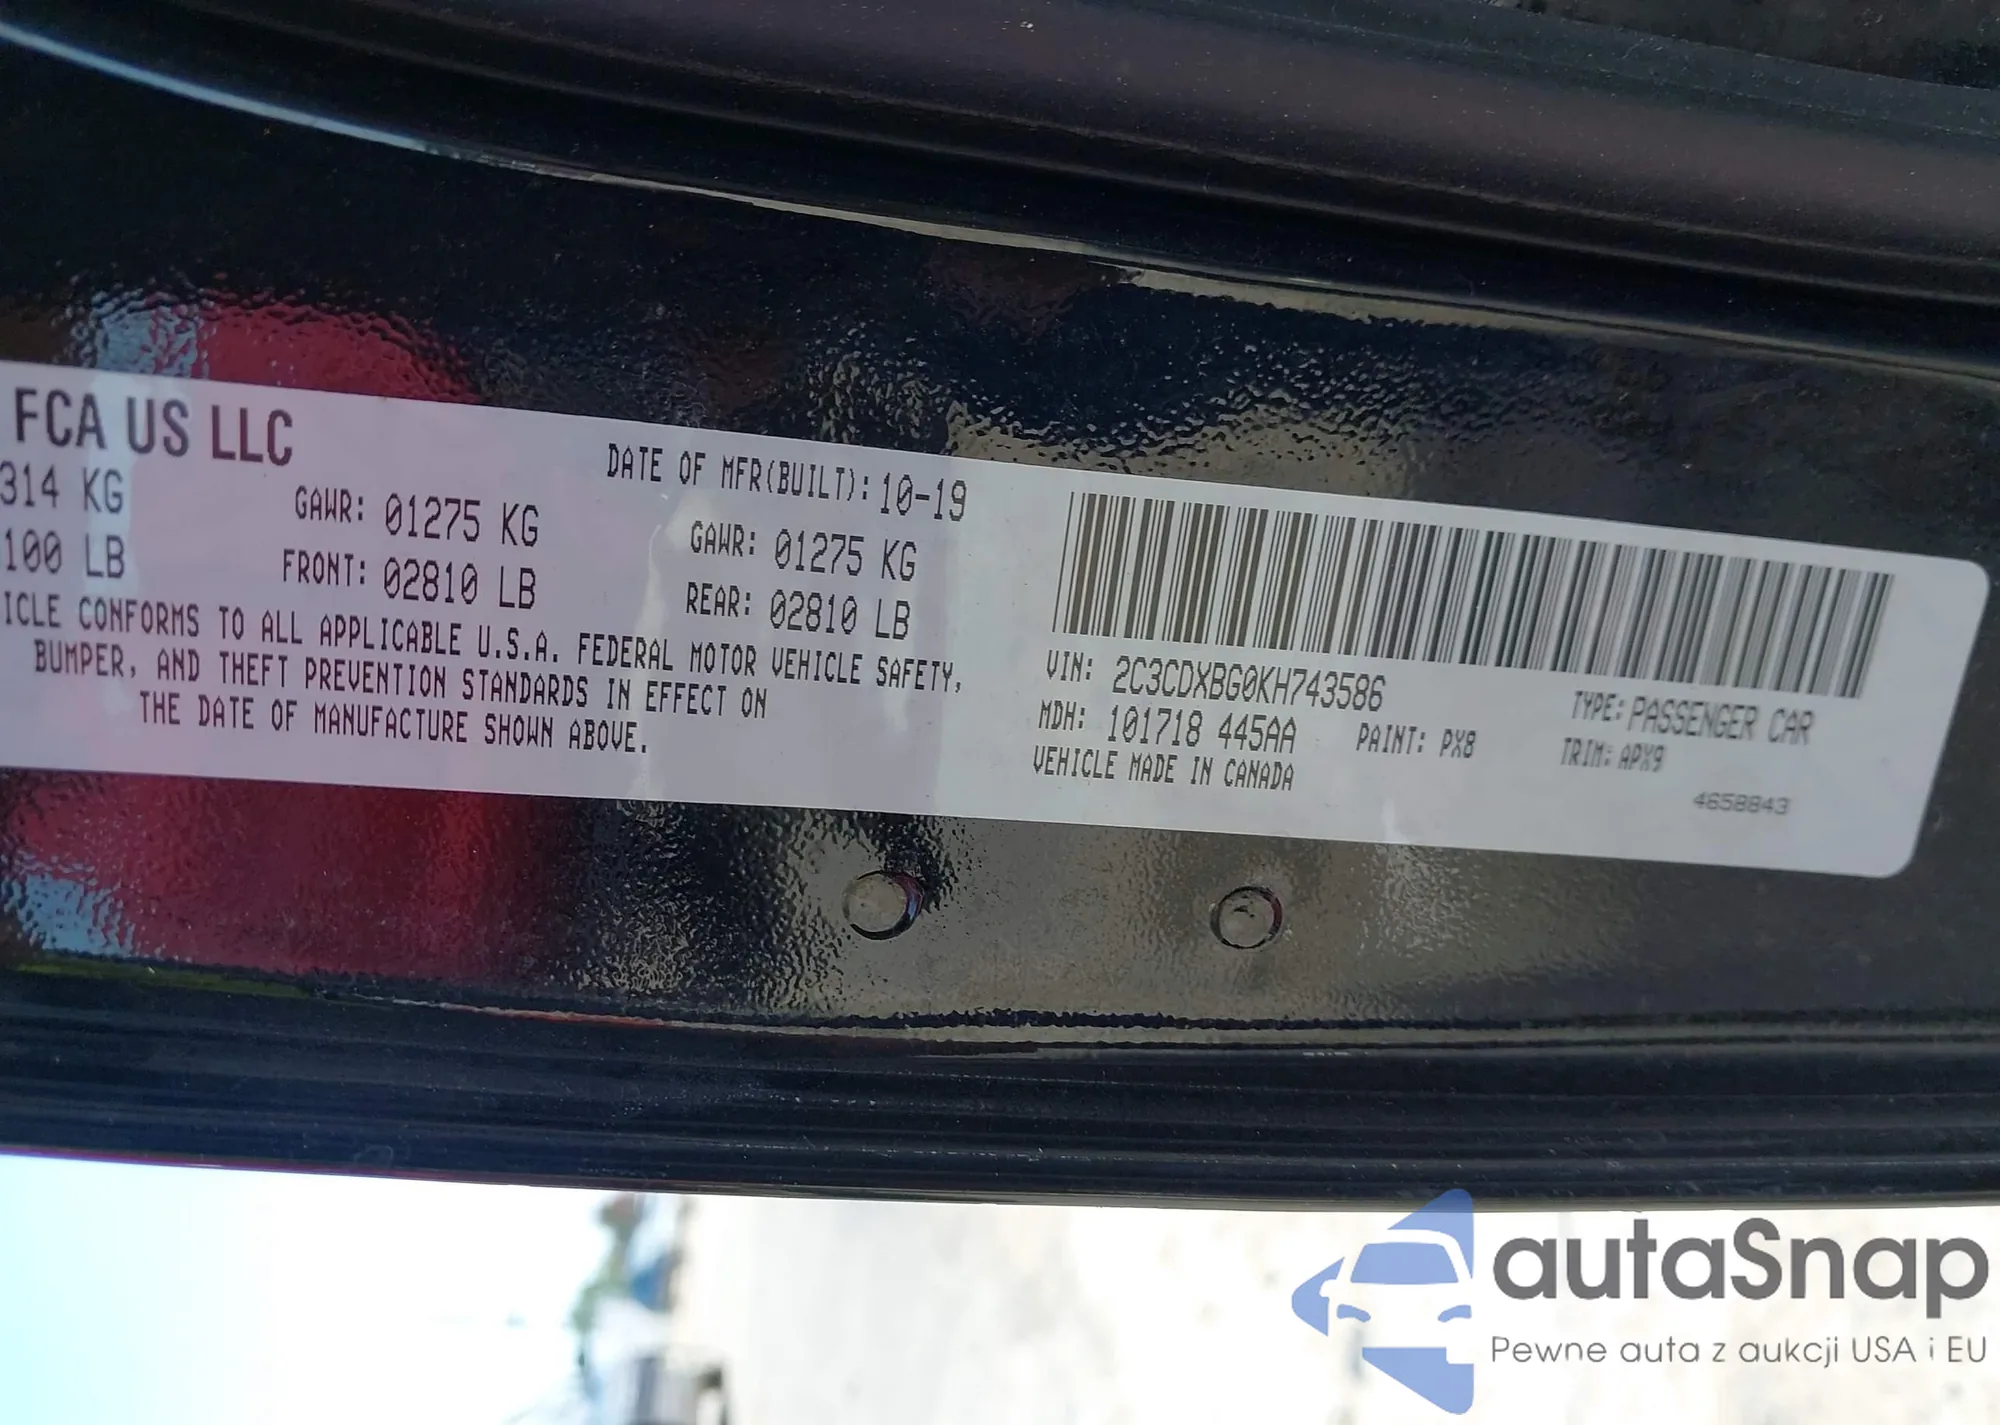 FCA US LLC
314 KG
100 LB
GAWR: 01275 KG
FRONT: 02810 LB
DATE OF MFR(BUILT): 10-19
GAWR: 01275 KG
REAR: 02810 LB
ICLE CONFORMS TO ALL APPLICABLE U.S.A. FEDERAL MOTOR VEHICLE SAFETY,
BUMPER, AND THEFT PREVENTION STANDARDS IN EFFECT ON
THE DATE OF MANUFACTURE SHOWN ABOVE.
VIN: 2C3CDXBG0KH743586
TYPE: PASSENGER CAR
MDH: 101718 445AA
PAINT: PX8
TRIM: APX9
VEHICLE MADE IN CANADA
4658843
autaSnap
Pewne auta z aukcji USA i EU